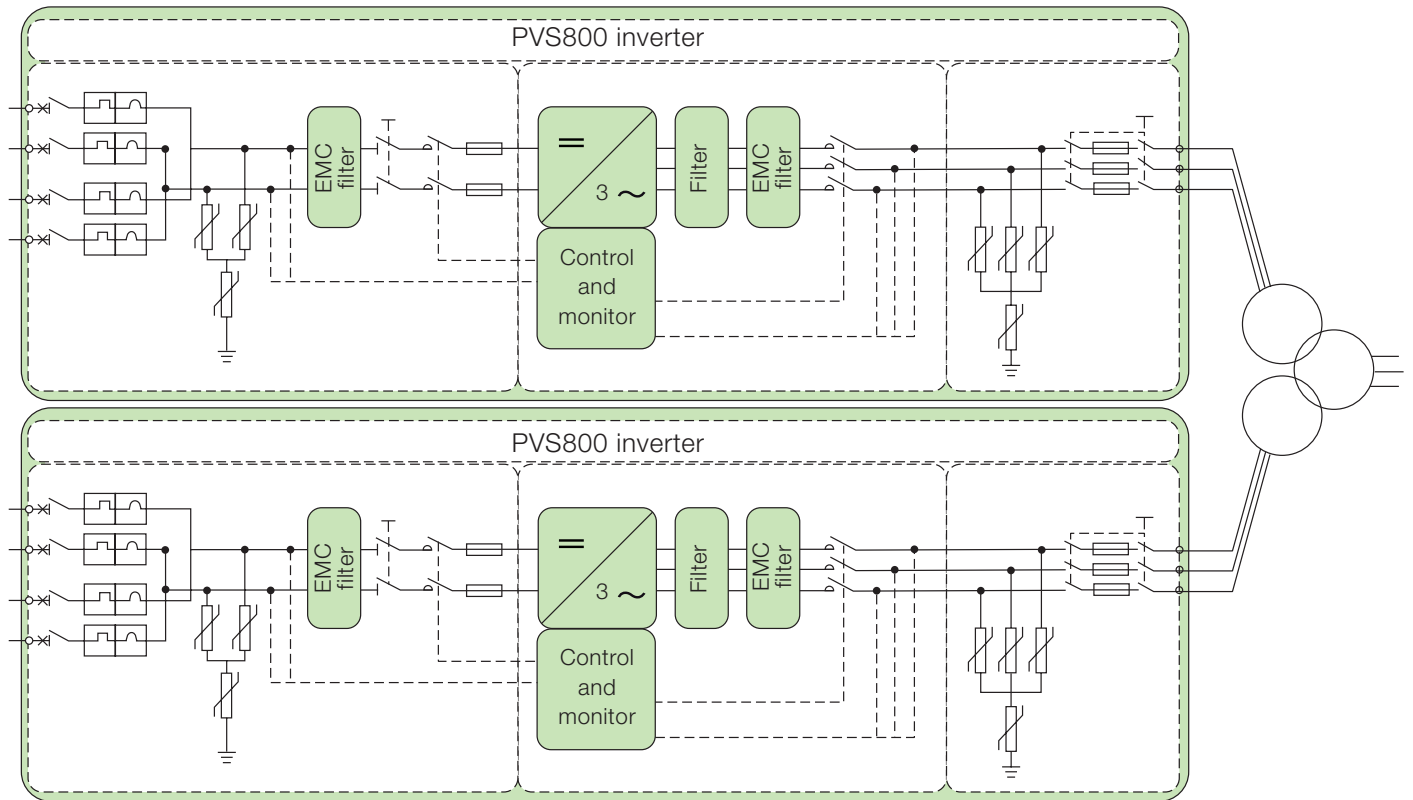 PVS800 inverter
EMC
filter
3
Filter
EMC
filter
Control
and
monitor
PVS800 inverter
EMC
filter
3
Filter
EMC
filter
Control
and
monitor